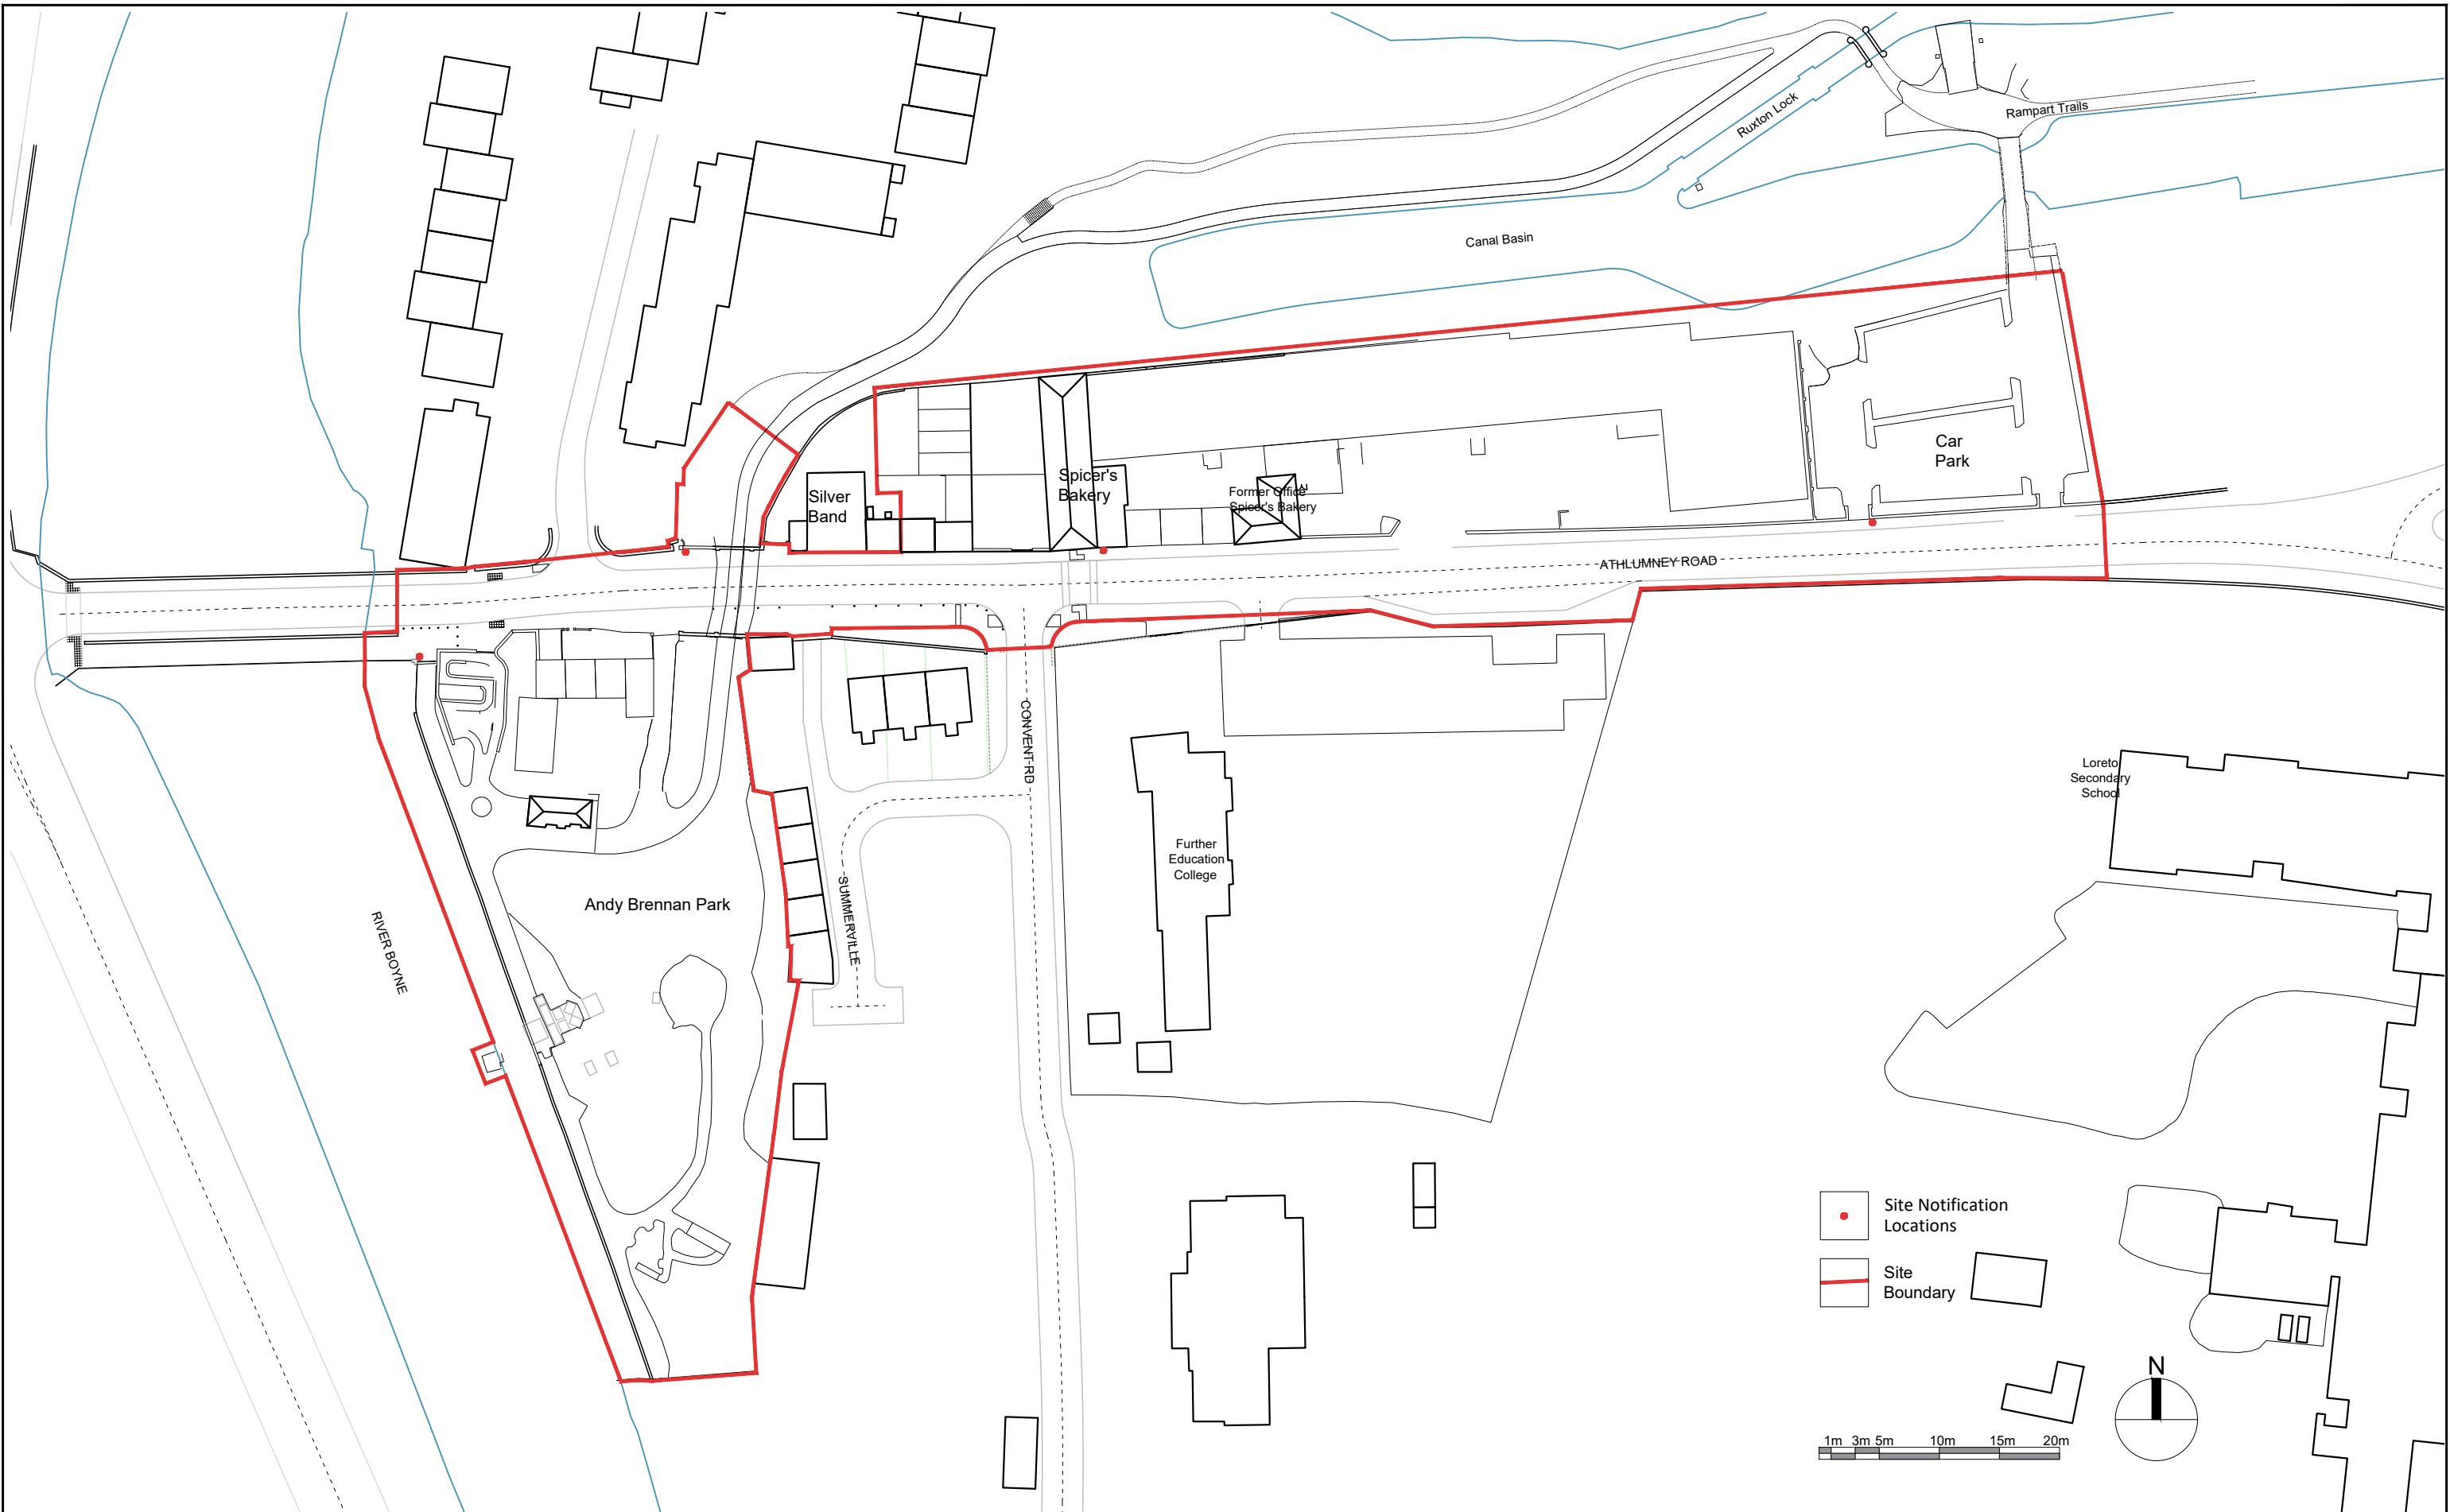 Ruxton Lock
Rampart Trails
Canal Basin
Car
Park
Silver
Band
Spicer's
Bakery
Former Office
Spicer's Bakery
ATHLUMNEY ROAD
CONVENT RD
SUMMERVILLE
RIVER BOYNE
Andy Brennan Park
Further
Education
College
Loreto
Secondary
School
Site Notification
Locations
Site
Boundary
N
1m 3m 5m 10m 15m 20m